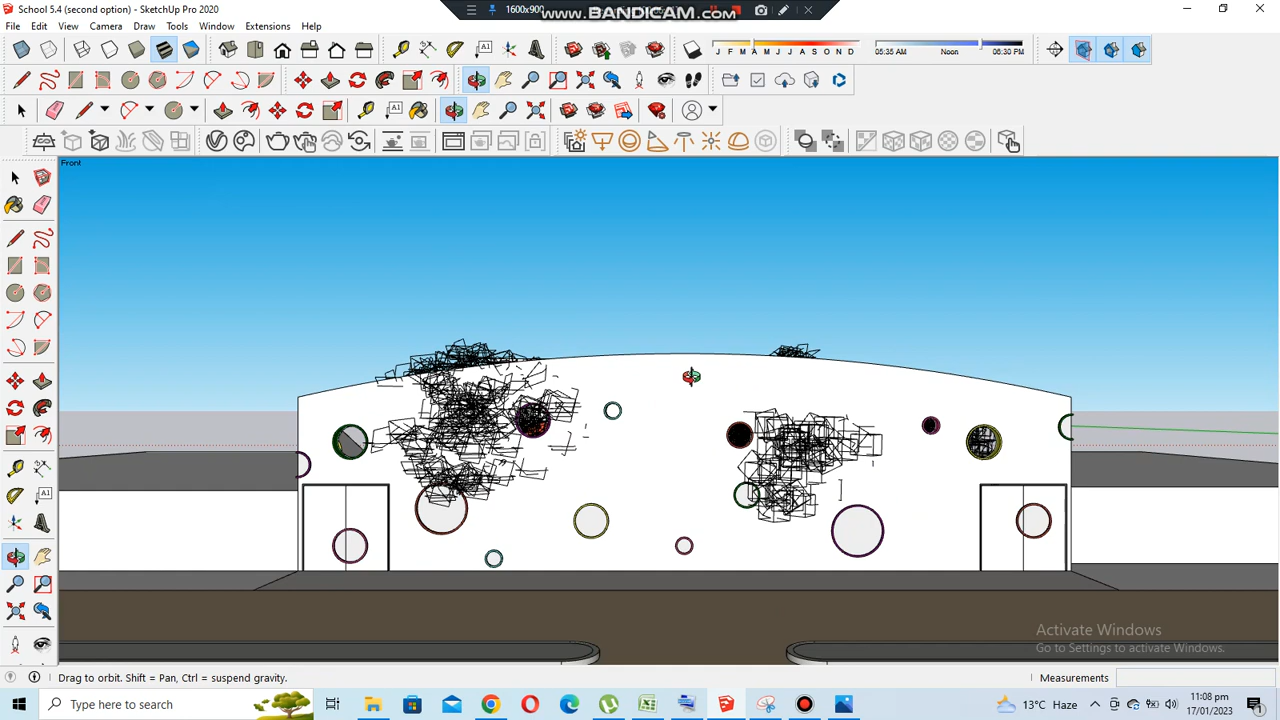 School 5.4 (second option) - SketchUp Pro 2020
1600x900
www.BANDICAM.com
File Edit View Camera Draw Tools Window Extensions
J F M A M J J A S O N D
05:35 AM Noon 06:30 PM
A1
A1
Front
A1
Activate Windows
Go to Settings to activate Windows.
Drag to orbit. Shift = Pan, Ctrl = suspend gravity.
Measurements
Type here to search
13°C Haze
11:08 pm
17/01/2023